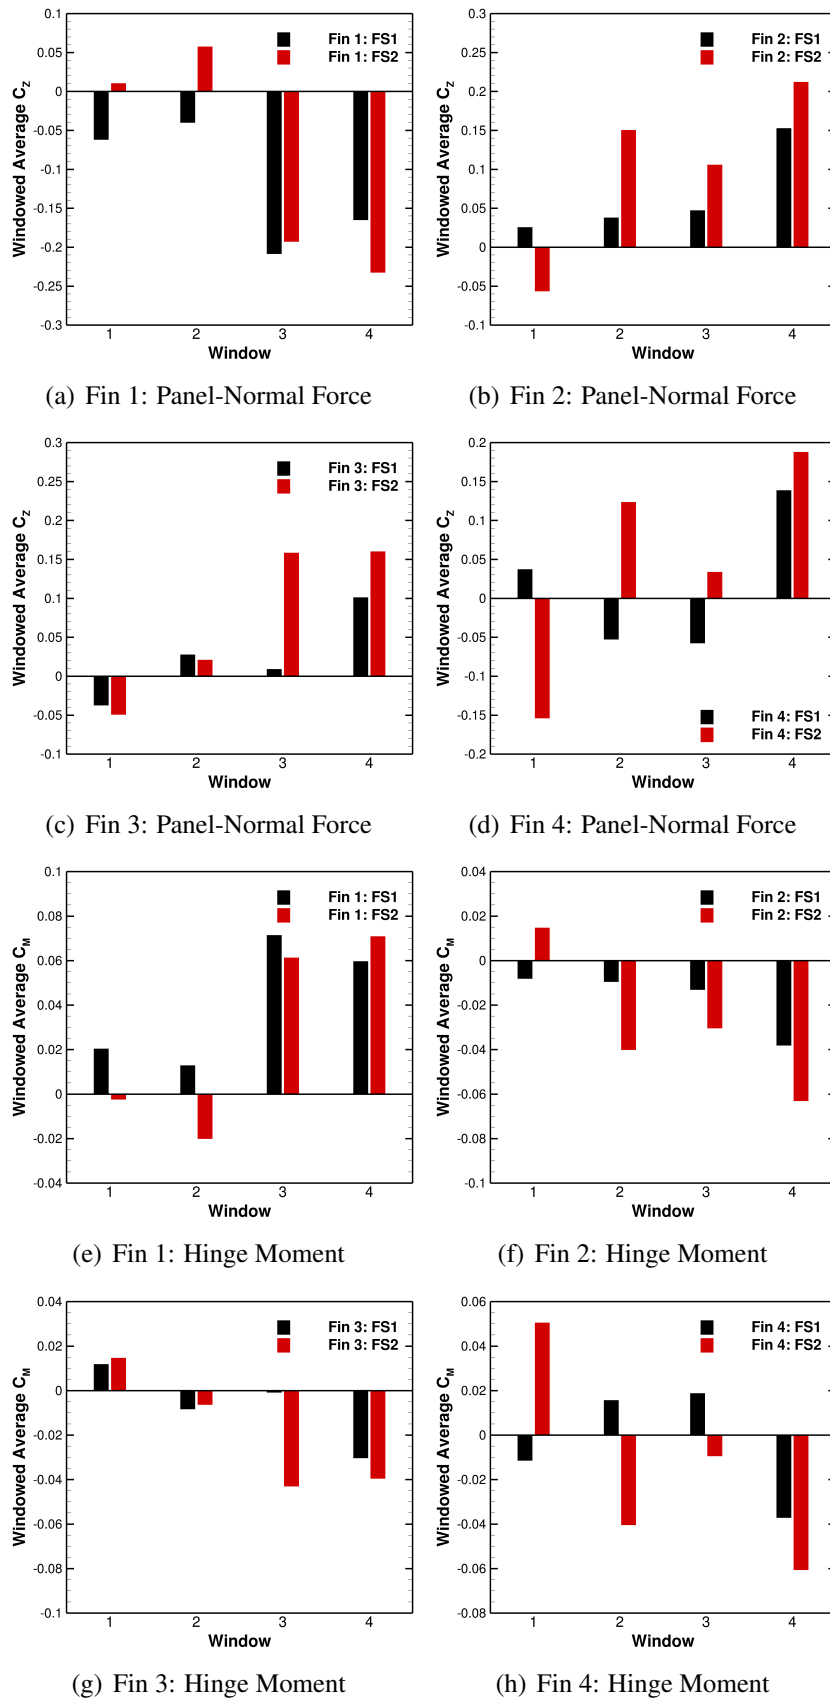 0.1
0.05
0
-0.05
-0.1
-0.15
-0.2
-0.25
-0.3
Windowed Average C_Z
Fin 1: FS1
Fin 1: FS2
1 2 3 4
Window
(a) Fin 1: Panel-Normal Force
0.3
0.25
0.2
0.15
0.1
0.05
0
-0.05
-0.1
Windowed Average C_Z
Fin 2: FS1
Fin 2: FS2
1 2 3 4
Window
(b) Fin 2: Panel-Normal Force
0.3
0.25
0.2
0.15
0.1
0.05
0
-0.05
-0.1
Windowed Average C_Z
Fin 3: FS1
Fin 3: FS2
1 2 3 4
Window
(c) Fin 3: Panel-Normal Force
0.2
0.15
0.1
0.05
0
-0.05
-0.1
-0.15
-0.2
Windowed Average C_Z
Fin 4: FS1
Fin 4: FS2
1 2 3 4
Window
(d) Fin 4: Panel-Normal Force
0.1
0.08
0.06
0.04
0.02
0
-0.02
-0.04
Windowed Average C_M
Fin 1: FS1
Fin 1: FS2
1 2 3 4
Window
(e) Fin 1: Hinge Moment
0.04
0.02
0
-0.02
-0.04
-0.06
-0.08
-0.1
Windowed Average C_M
Fin 2: FS1
Fin 2: FS2
1 2 3 4
Window
(f) Fin 2: Hinge Moment
0.04
0.02
0
-0.02
-0.04
-0.06
-0.08
-0.1
Windowed Average C_M
Fin 3: FS1
Fin 3: FS2
1 2 3 4
Window
(g) Fin 3: Hinge Moment
0.06
0.04
0.02
0
-0.02
-0.04
-0.06
-0.08
Windowed Average C_M
Fin 4: FS1
Fin 4: FS2
1 2 3 4
Window
(h) Fin 4: Hinge Moment